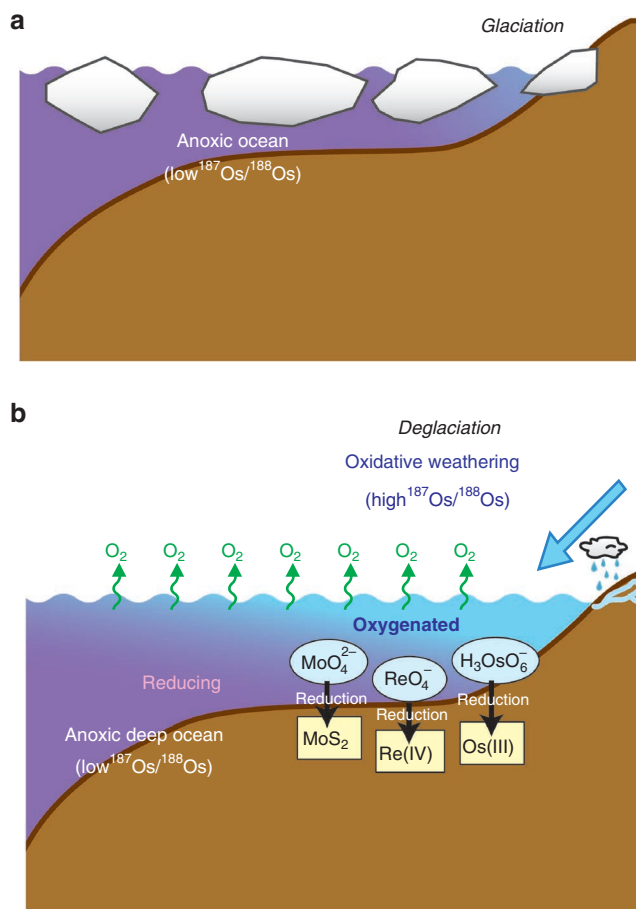 a
Glaciation
Anoxic ocean
(low ¹⁸⁷Os/¹⁸⁸Os)
b
Deglaciation
Oxidative weathering
(high ¹⁸⁷Os/¹⁸⁸Os)
O₂ O₂ O₂ O₂ O₂ O₂ O₂
Oxygenated
MoO₄²⁻ ReO₄⁻ H₃OsO₆⁻
Reducing
Reduction Reduction Reduction
Anoxic deep ocean
(low ¹⁸⁷Os/¹⁸⁸Os)
MoS₂ Re(IV) Os(III)